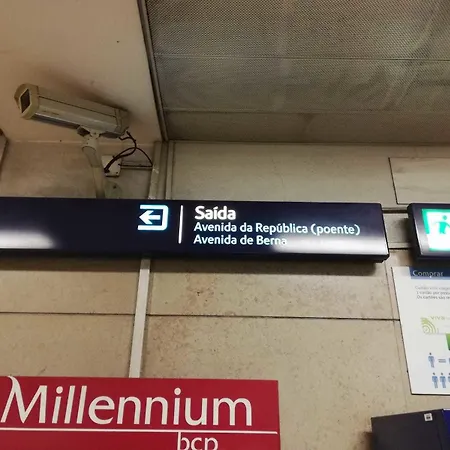 Saída
Avenida da República (poente)
Avenida de Berna
Comprar
Millennium
bcp